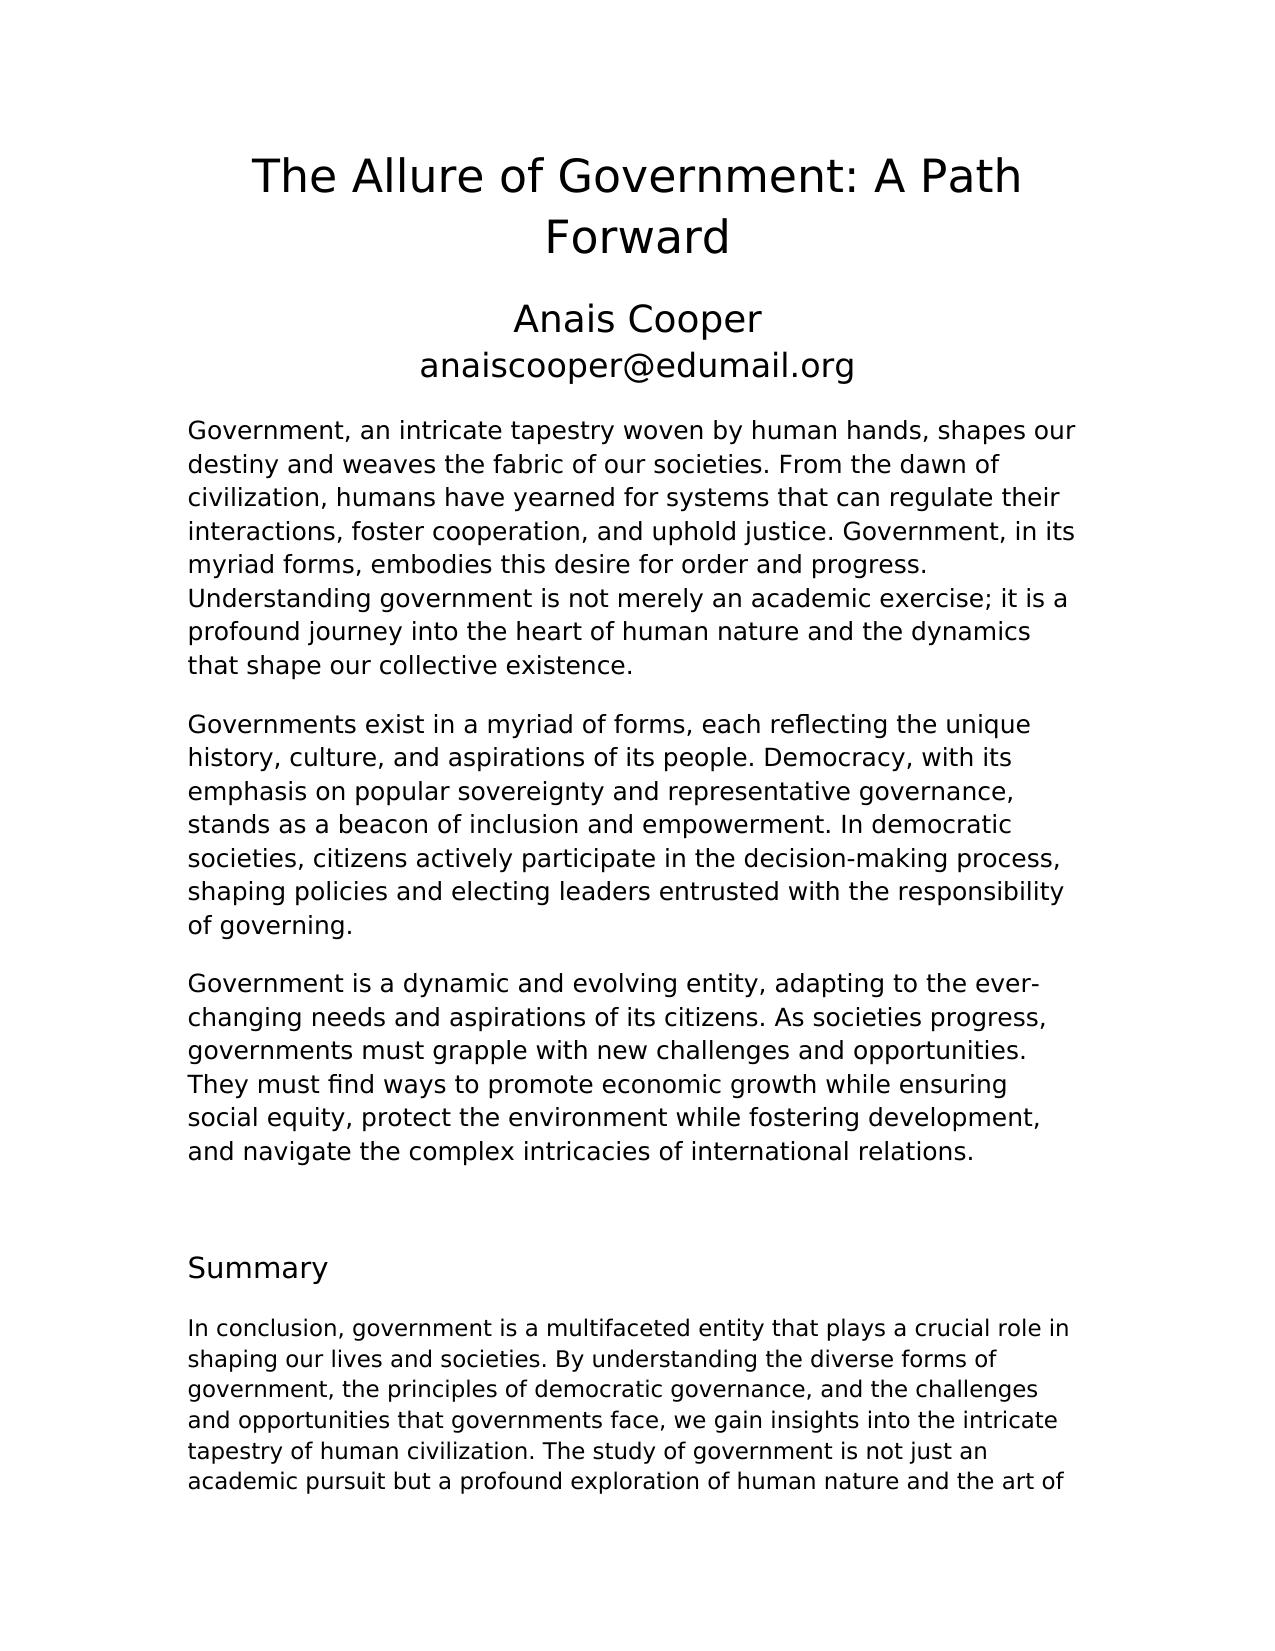 The Allure of Government: A Path
Forward
Anais Cooper
anaiscooper@edumail.org
Government, an intricate tapestry woven by human hands, shapes our
destiny and weaves the fabric of our societies. From the dawn of
civilization, humans have yearned for systems that can regulate their
interactions, foster cooperation, and uphold justice. Government, in its
myriad forms, embodies this desire for order and progress.
Understanding government is not merely an academic exercise; it is a
profound journey into the heart of human nature and the dynamics
that shape our collective existence.
Governments exist in a myriad of forms, each reflecting the unique
history, culture, and aspirations of its people. Democracy, with its
emphasis on popular sovereignty and representative governance,
stands as a beacon of inclusion and empowerment. In democratic
societies, citizens actively participate in the decision-making process,
shaping policies and electing leaders entrusted with the responsibility
of governing.
Government is a dynamic and evolving entity, adapting to the ever-
changing needs and aspirations of its citizens. As societies progress,
governments must grapple with new challenges and opportunities.
They must find ways to promote economic growth while ensuring
social equity, protect the environment while fostering development,
and navigate the complex intricacies of international relations.
Summary
In conclusion, government is a multifaceted entity that plays a crucial role in
shaping our lives and societies. By understanding the diverse forms of
government, the principles of democratic governance, and the challenges
and opportunities that governments face, we gain insights into the intricate
tapestry of human civilization. The study of government is not just an
academic pursuit but a profound exploration of human nature and the art of